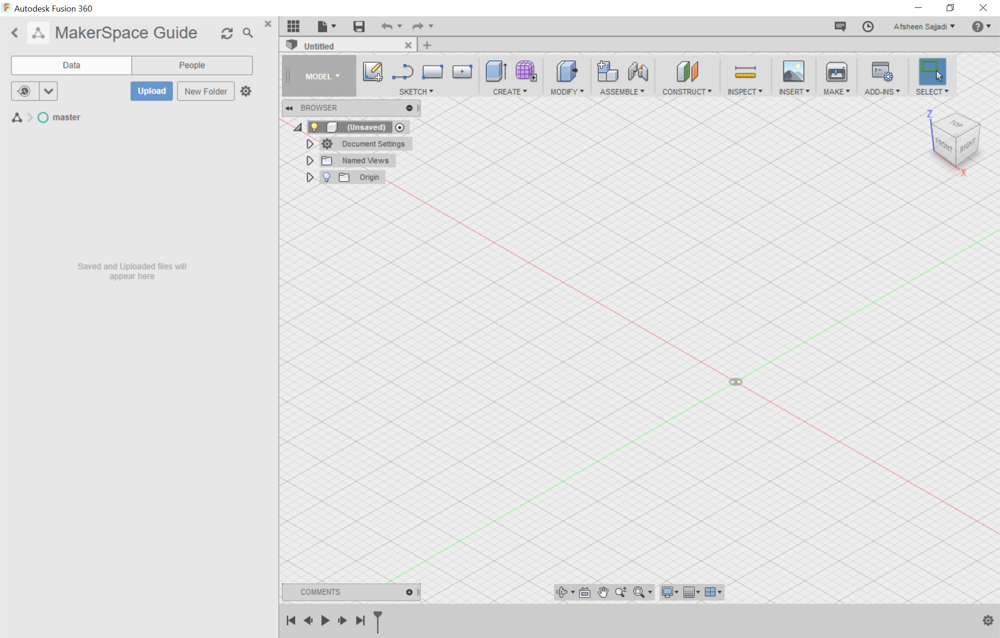 Autodesk Fusion 360
MakerSpace Guide
Data
People
Upload
New Folder
master
Saved and Uploaded files will
appear here
Afsheen Sajjadi
Untitled
MODEL
SKETCH
CREATE
MODIFY
ASSEMBLE
CONSTRUCT
INSPECT
INSERT
MAKE
ADD-INS
SELECT
BROWSER
(Unsaved)
Document Settings
Named Views
Origin
Z
TOP
FRONT
RIGHT
X
COMMENTS